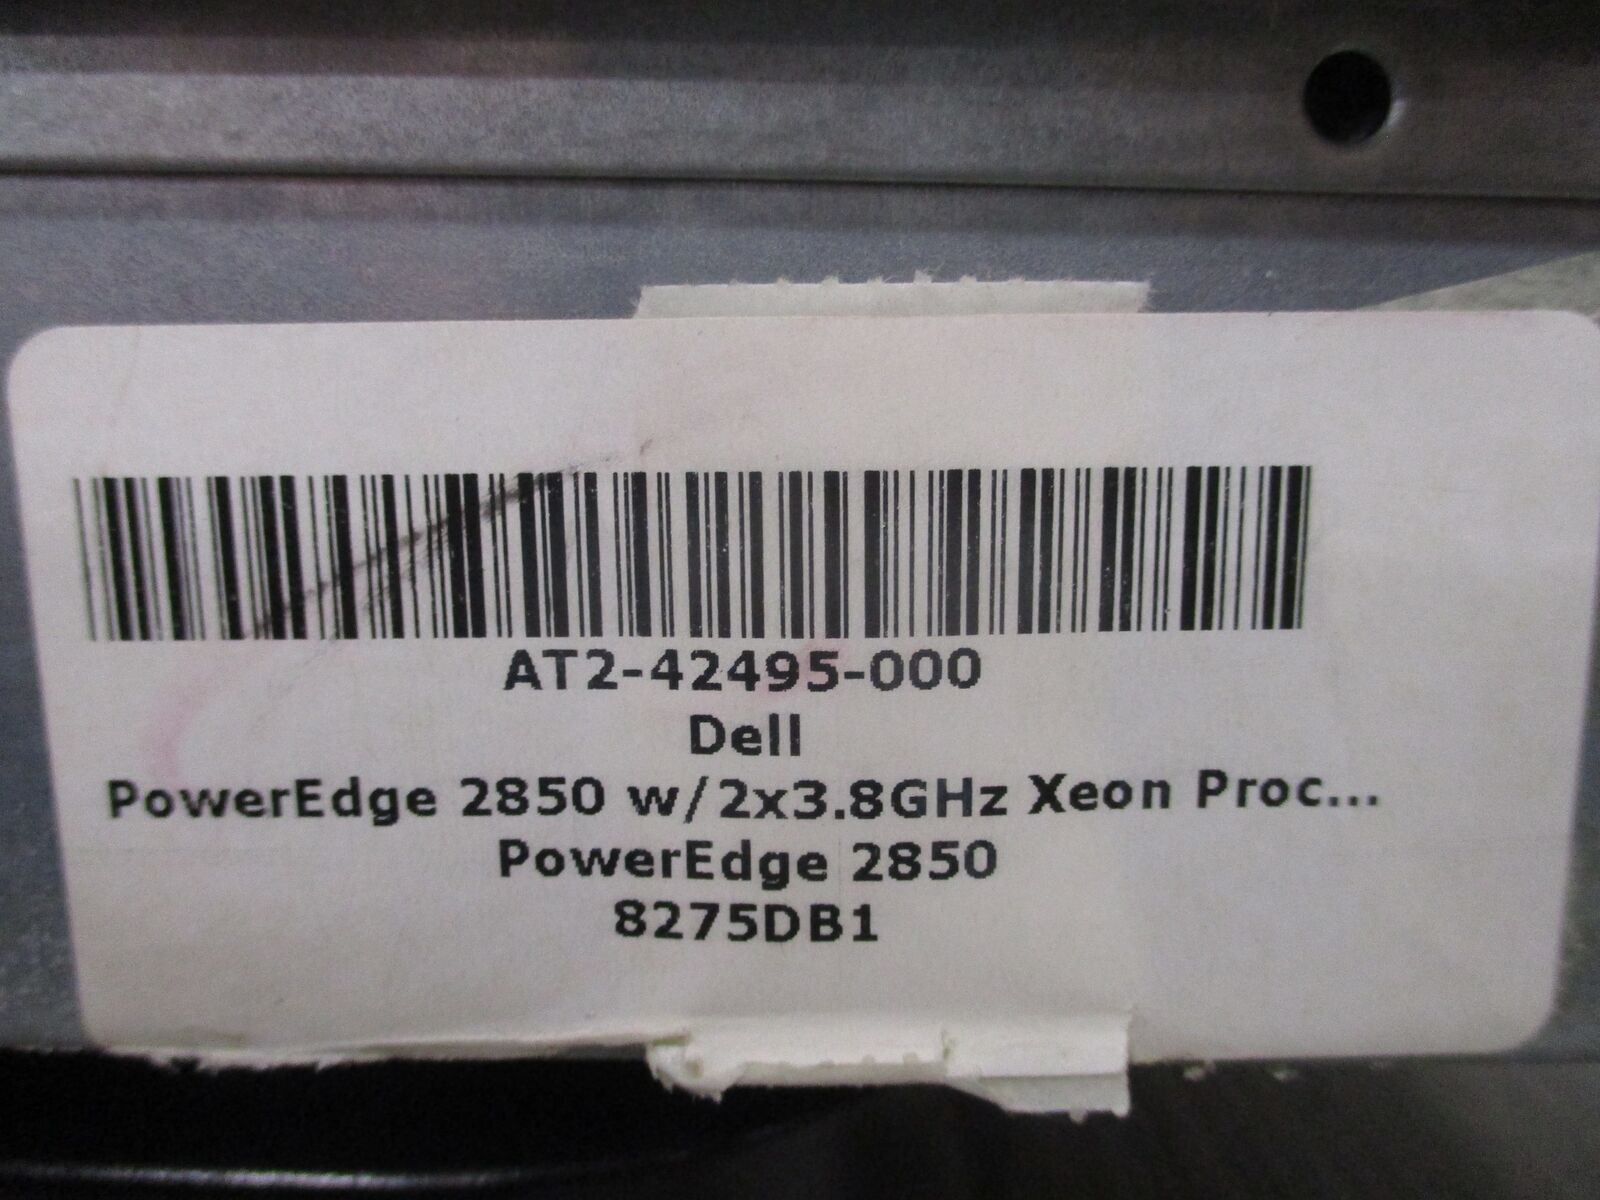 AT2-42495-000
Dell
PowerEdge 2850 w/2x3.8GHz Xeon Proc...
PowerEdge 2850
8275DB1